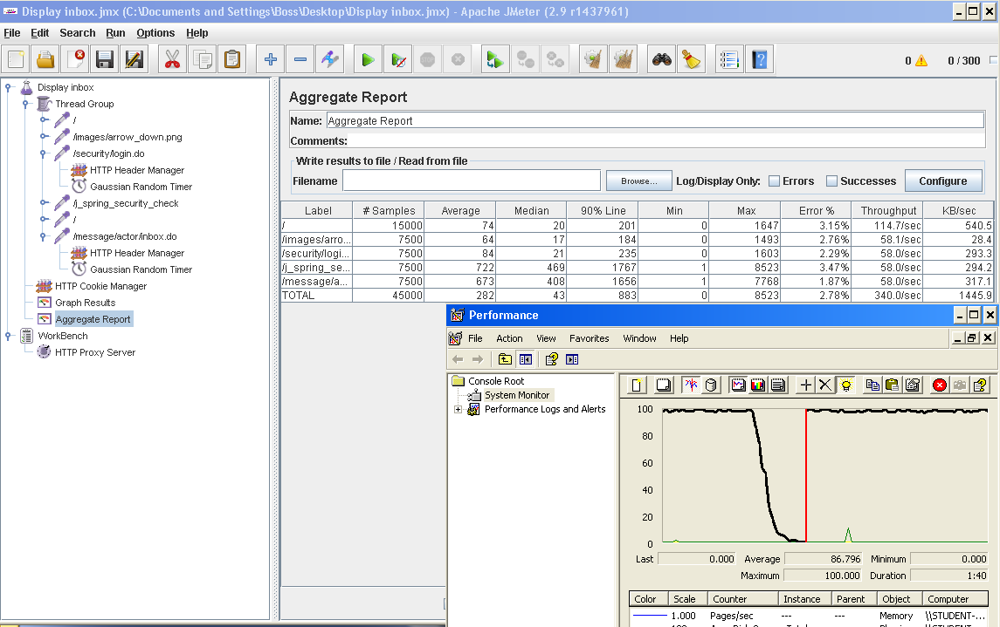 Display inbox.jmx (C:\Documents and Settings\Boss\Desktop\Display inbox.jmx) - Apache JMeter (2.9 r1437961)
File Edit Search Run Options Help
0 0 / 300
Display inbox
Thread Group
/
/images/arrow_down.png
/security/login.do
HTTP Header Manager
Gaussian Random Timer
/j_spring_security_check
/
/message/actor/inbox.do
HTTP Header Manager
Gaussian Random Timer
HTTP Cookie Manager
Graph Results
Aggregate Report
WorkBench
HTTP Proxy Server
Aggregate Report
Name: Aggregate Report
Comments:
Write results to file / Read from file
Filename Browse... Log/Display Only: Errors Successes Configure
Label # Samples Average Median 90% Line Min Max Error % Throughput KB/sec
/ 15000 74 20 201 0 1647 3.15% 114.7/sec 540.5
/images/arro... 7500 64 17 184 0 1493 2.76% 58.1/sec 28.4
/security/logi... 7500 84 21 235 0 1603 2.29% 58.0/sec 293.3
/j_spring_se... 7500 722 469 1767 1 8523 3.47% 58.0/sec 294.2
/message/a... 7500 673 408 1656 1 7768 1.87% 58.0/sec 317.1
TOTAL 45000 282 43 883 0 8523 2.78% 340.0/sec 1445.9
Performance
File Action View Favorites Window Help
Console Root
System Monitor
Performance Logs and Alerts
100
80
60
40
20
0
Last 0.000 Average 86.796 Minimum 0.000
Maximum 100.000 Duration 1:40
Color Scale Counter Instance Parent Object Computer
1.000 Pages/sec --- --- Memory \\STUDENT-...